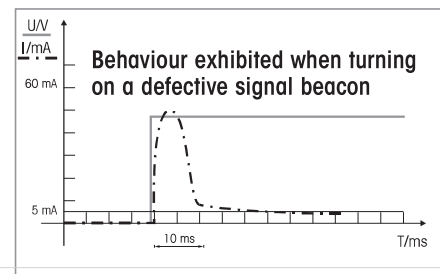 U/V
I/mA
Behaviour exhibited when turning
on a defective signal beacon
60 mA
5 mA
T/ms
10 ms